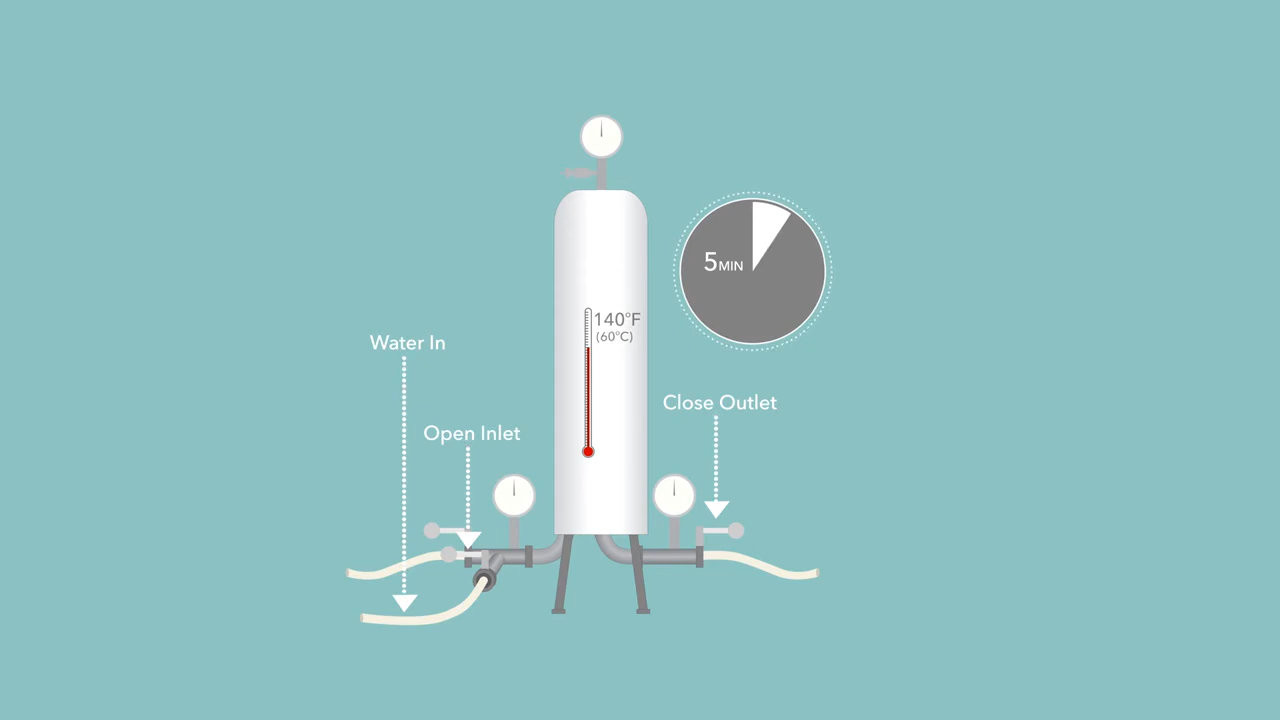 140°F
(60°C)
5MIN
Water In
Close Outlet
Open Inlet